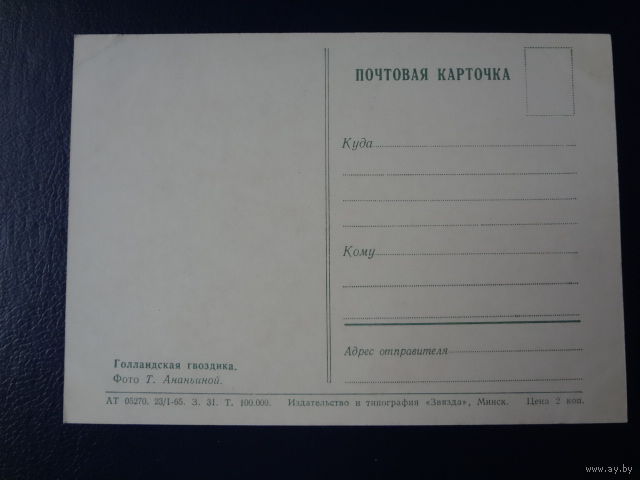 ПОЧТОВАЯ КАРТОЧКА
Куда
Кому
Адрес отправителя
Голландская гвоздика.
Фото Т. Ананьиной.
АТ 05270. 23/I-65. З. 31. Т. 100.000. Издательство и типография «Звязда», Минск. Цена 2 коп.
www.ay.by